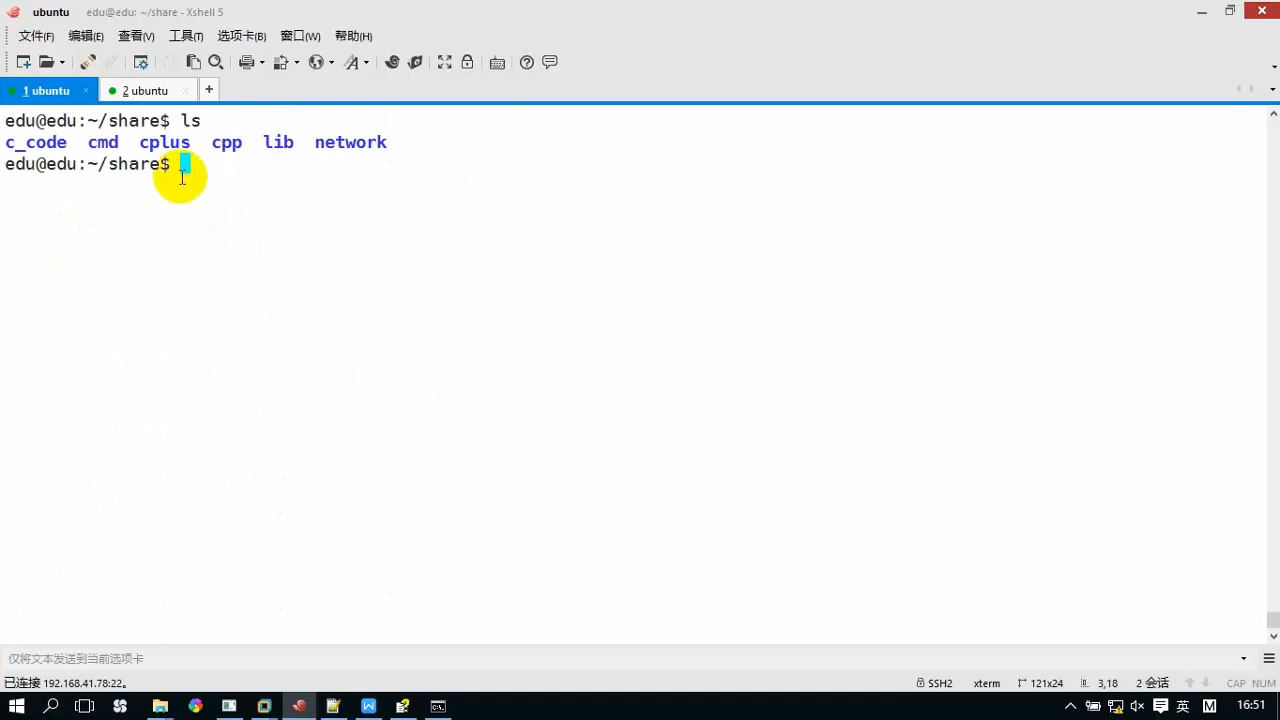 ubuntu edu@edu: ~/share - Xshell 5
文件(F) 编辑(E) 查看(V) 工具(T) 选项卡(B) 窗口(W) 帮助(H)
1 ubuntu × 2 ubuntu × +
edu@edu:~/share$ ls
c_code cmd cplus cpp lib network
edu@edu:~/share$
仅将文本发送到当前选项卡
已连接 192.168.41.78:22。 SSH2 xterm 121x24 3,18 2 会话 CAP NUM
英 M 16:51